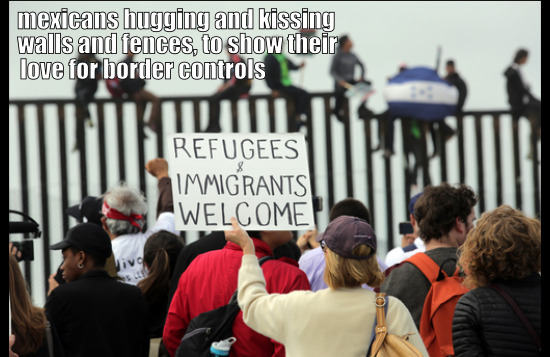 mexicans hugging and kissing
walls and fences, to show their
love for border controls
REFUGEES
&
IMMIGRANTS
WELCOME